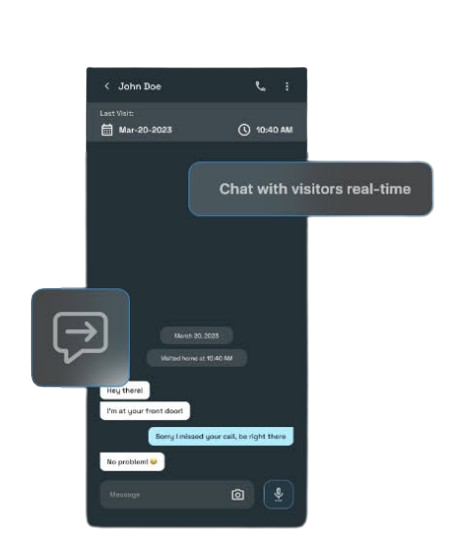 John Doe
Last Visit:
Mar-20-2023
10:40 AM
Chat with visitors real-time
March 20, 2023
Visited home at 10:40 AM
Hey there!
I'm at your front door!
Sorry I missed your call, be right there
No problem! 😂
Message